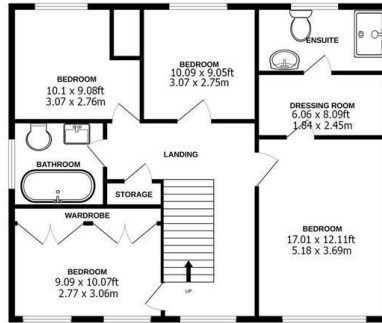 ENSUITE
BEDROOM
10.1 x 9.08ft
3.07 x 2.76m
BEDROOM
10.09 x 9.05ft
3.07 x 2.75m
DRESSING ROOM
6.06 x 8.09ft
1.84 x 2.45m
BATHROOM
LANDING
STORAGE
WARDROBE
BEDROOM
9.09 x 10.07ft
2.77 x 3.06m
BEDROOM
17.01 x 12.11ft
5.18 x 3.69m
UP